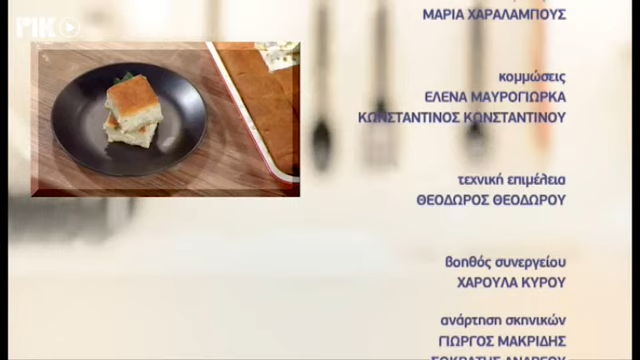 ΡΙΚ
ΜΑΡΙΑ ΧΑΡΑΛΑΜΠΟΥΣ
κομμώσεις
ΕΛΕΝΑ ΜΑΥΡΟΓΙΩΡΚΑ
ΚΩΝΣΤΑΝΤΙΝΟΣ ΚΩΝΣΤΑΝΤΙΝΟΥ
τεχνική επιμέλεια
ΘΕΟΔΩΡΟΣ ΘΕΟΔΩΡΟΥ
βοηθός συνεργείου
ΧΑΡΟΥΛΑ ΚΥΡΟΥ
ανάρτηση σκηνικών
ΓΙΩΡΓΟΣ ΜΑΚΡΙΔΗΣ